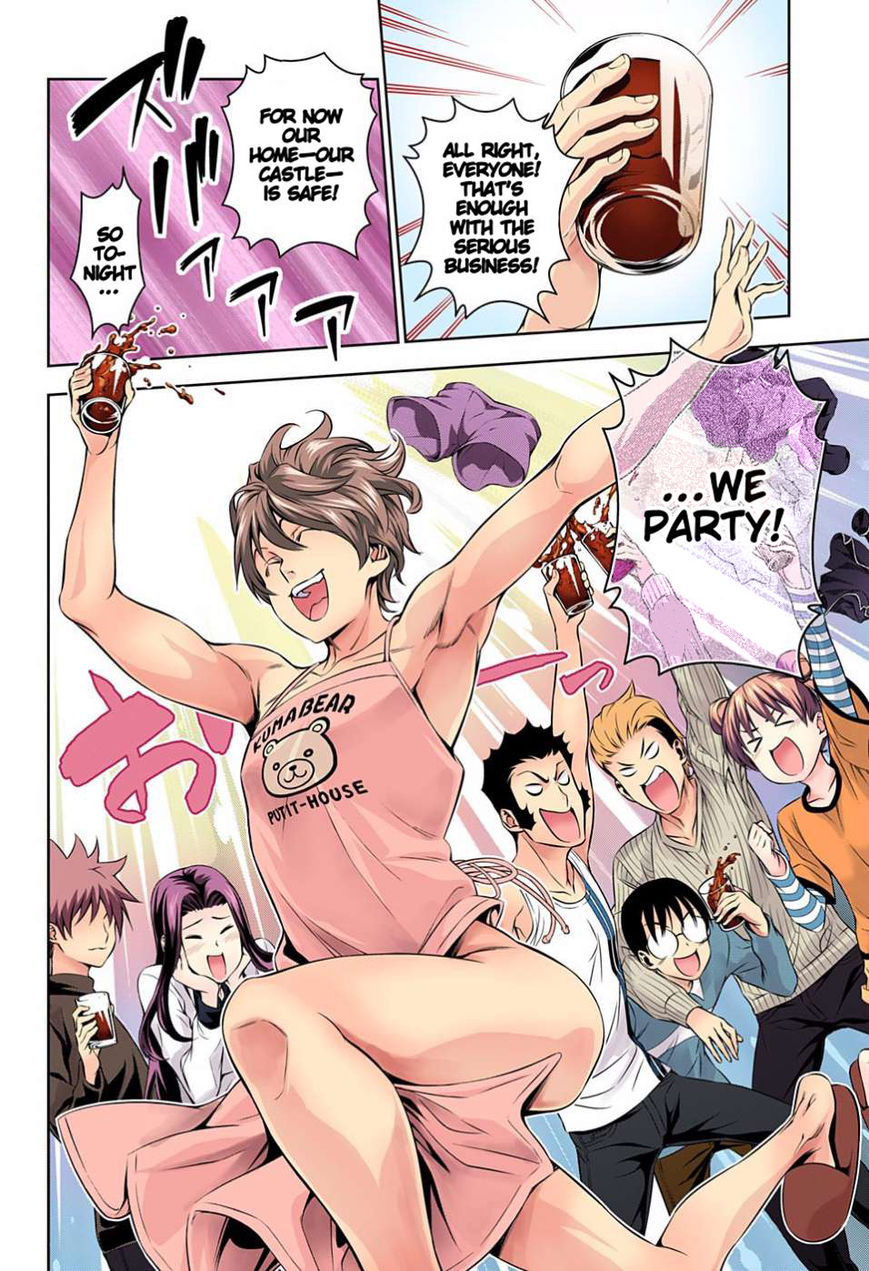 ALL RIGHT,
EVERYONE!
THAT'S
ENOUGH
WITH THE
SERIOUS
BUSINESS!
FOR NOW
OUR
HOME—OUR
CASTLE—
IS SAFE!
SO
TO-
NIGHT
...
ズバァアア
...WE
PARTY!
おーっ
KUMABEAR
PUTIT-HOUSE